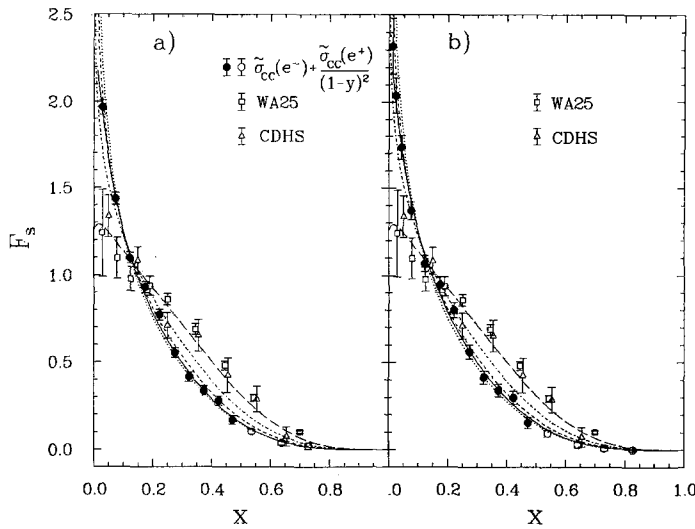 2.5
2.0
1.5
1.0
0.5
0.0
F_s
a)
σ̃_cc(e⁻)+ σ̃_cc(e⁺)/(1-y)²
WA25
CDHS
b)
WA25
CDHS
0.0 0.2 0.4 0.6 0.8 .0 0.2 0.4 0.6 0.8 1.0
X X